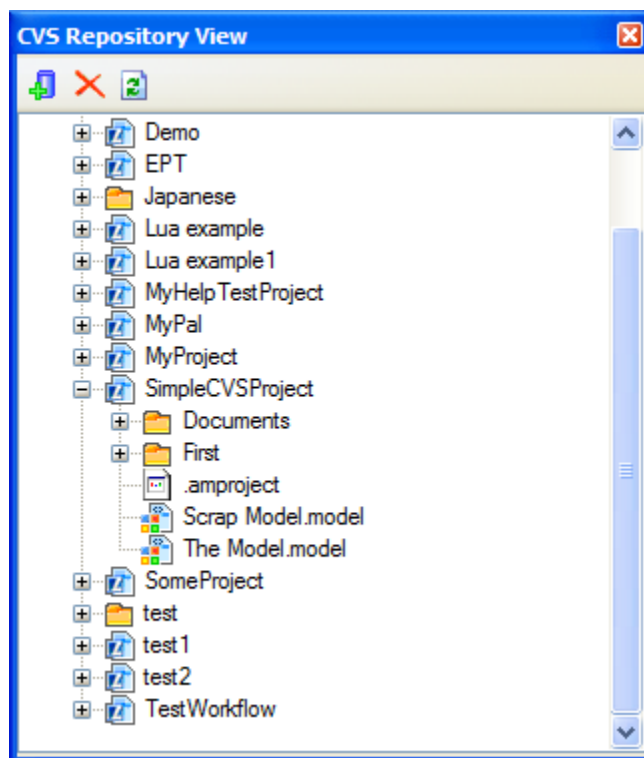 CVS Repository View
Demo
EPT
Japanese
Lua example
Lua example1
MyHelpTestProject
MyPal
MyProject
SimpleCVSProject
Documents
First
.amproject
Scrap Model.model
The Model.model
SomeProject
test
test1
test2
TestWorkflow